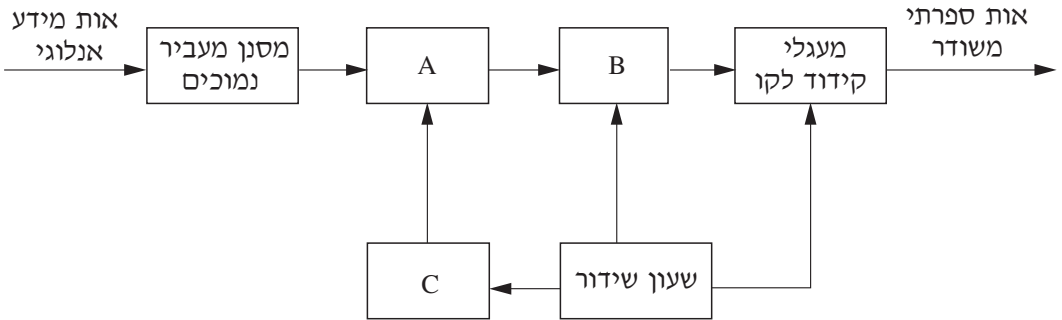 אות מידע
אנלוגי
מסנן מעביר
נמוכים
A
B
מעגלי
קידוד לקו
אות ספרתי
משודר
C
שעון שידור